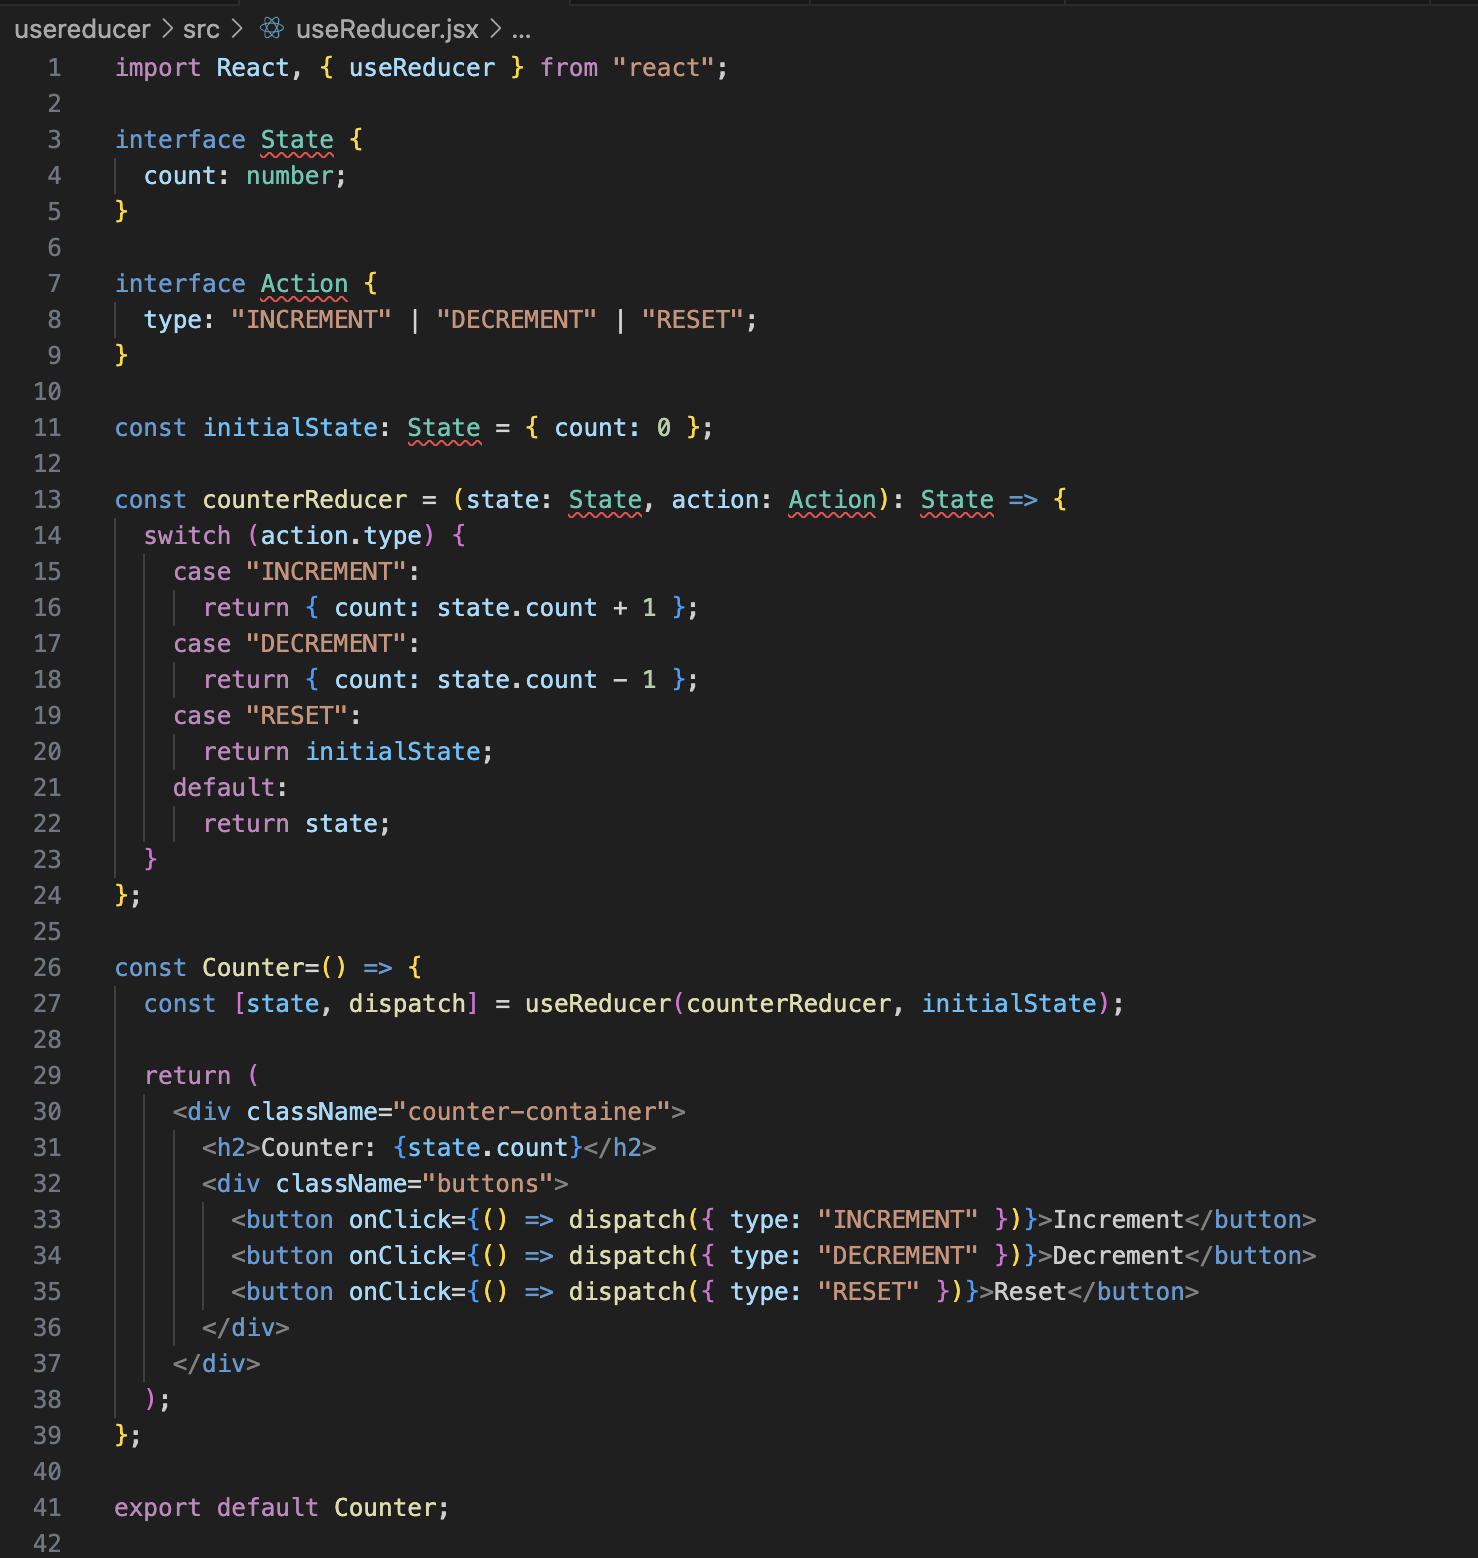 usereducer > src > useReducer.jsx > ...
1 import React, { useReducer } from "react";
2
3 interface State {
4   count: number;
5 }
6
7 interface Action {
8   type: "INCREMENT" | "DECREMENT" | "RESET";
9 }
10
11 const initialState: State = { count: 0 };
12
13 const counterReducer = (state: State, action: Action): State => {
14   switch (action.type) {
15     case "INCREMENT":
16       return { count: state.count + 1 };
17     case "DECREMENT":
18       return { count: state.count - 1 };
19     case "RESET":
20       return initialState;
21     default:
22       return state;
23   }
24 };
25
26 const Counter=() => {
27   const [state, dispatch] = useReducer(counterReducer, initialState);
28
29   return (
30     <div className="counter-container">
31       <h2>Counter: {state.count}</h2>
32       <div className="buttons">
33         <button onClick={() => dispatch({ type: "INCREMENT" })}>Increment</button>
34         <button onClick={() => dispatch({ type: "DECREMENT" })}>Decrement</button>
35         <button onClick={() => dispatch({ type: "RESET" })}>Reset</button>
36       </div>
37     </div>
38   );
39 };
40
41 export default Counter;
42